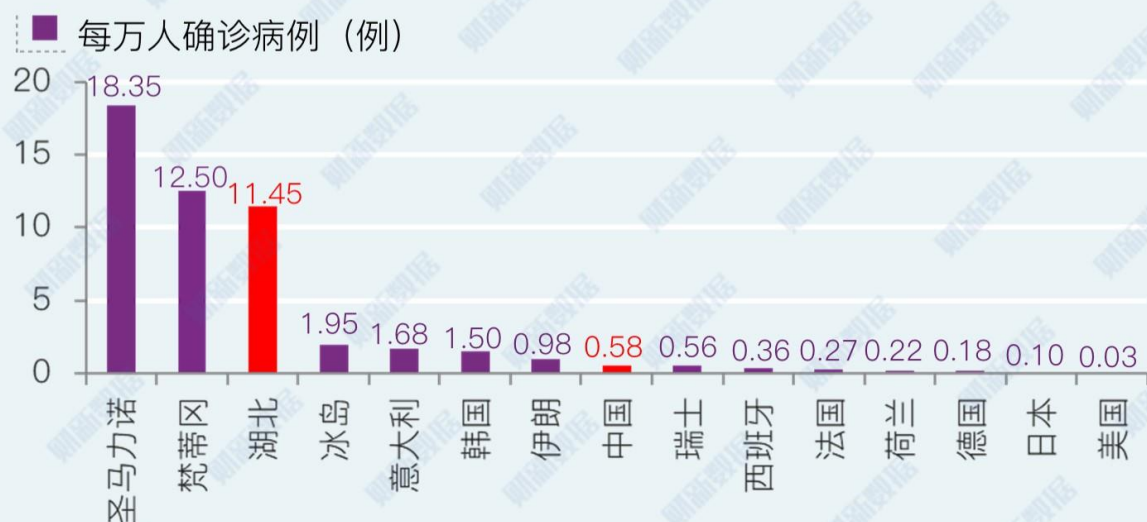 每万人确诊病例（例）
20
15
10
5
0
18.35
12.50
11.45
1.95
1.68
1.50
0.98
0.58
0.56
0.36
0.27
0.22
0.18
0.10
0.03
圣马力诺
梵蒂冈
湖北
冰岛
意大利
韩国
伊朗
中国
瑞士
西班牙
法国
荷兰
德国
日本
美国
财新数据